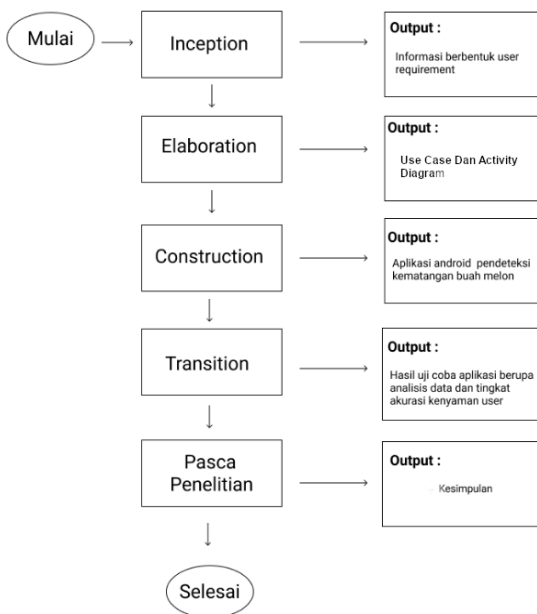 Mulai
Inception
Output :
Informasi berbentuk user
requirement
Elaboration
Output :
Use Case Dan Activity
Diagram
Construction
Output :
Aplikasi android pendeteksi
kematangan buah melon
Transition
Output :
Hasil uji coba aplikasi berupa
analisis data dan tingkat
akurasi kenyaman user
Pasca
Penelitian
Output :
Kesimpulan
Selesai